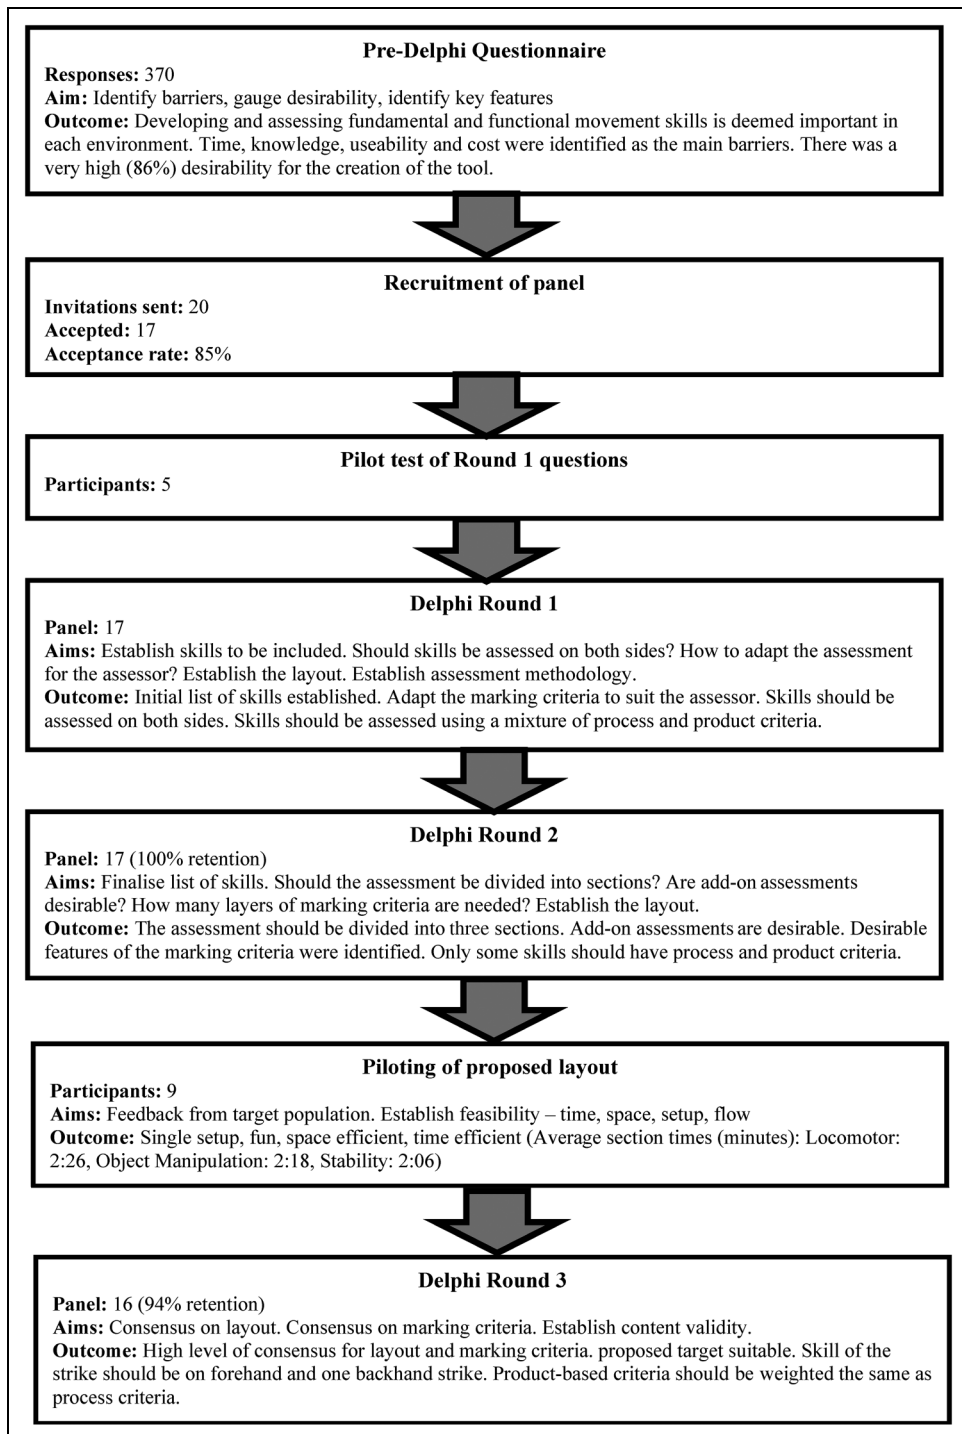 Pre-Delphi Questionnaire
Responses: 370
Aim: Identify barriers, gauge desirability, identify key features
Outcome: Developing and assessing fundamental and functional movement skills is deemed important in
each environment. Time, knowledge, useability and cost were identified as the main barriers. There was a
very high (86%) desirability for the creation of the tool.
Recruitment of panel
Invitations sent: 20
Accepted: 17
Acceptance rate: 85%
Pilot test of Round 1 questions
Participants: 5
Delphi Round 1
Panel: 17
Aims: Establish skills to be included. Should skills be assessed on both sides? How to adapt the assessment
for the assessor? Establish the layout. Establish assessment methodology.
Outcome: Initial list of skills established. Adapt the marking criteria to suit the assessor. Skills should be
assessed on both sides. Skills should be assessed using a mixture of process and product criteria.
Delphi Round 2
Panel: 17 (100% retention)
Aims: Finalise list of skills. Should the assessment be divided into sections? Are add-on assessments
desirable? How many layers of marking criteria are needed? Establish the layout.
Outcome: The assessment should be divided into three sections. Add-on assessments are desirable. Desirable
features of the marking criteria were identified. Only some skills should have process and product criteria.
Piloting of proposed layout
Participants: 9
Aims: Feedback from target population. Establish feasibility – time, space, setup, flow
Outcome: Single setup, fun, space efficient, time efficient (Average section times (minutes): Locomotor:
2:26, Object Manipulation: 2:18, Stability: 2:06)
Delphi Round 3
Panel: 16 (94% retention)
Aims: Consensus on layout. Consensus on marking criteria. Establish content validity.
Outcome: High level of consensus for layout and marking criteria. proposed target suitable. Skill of the
strike should be on forehand and one backhand strike. Product-based criteria should be weighted the same as
process criteria.